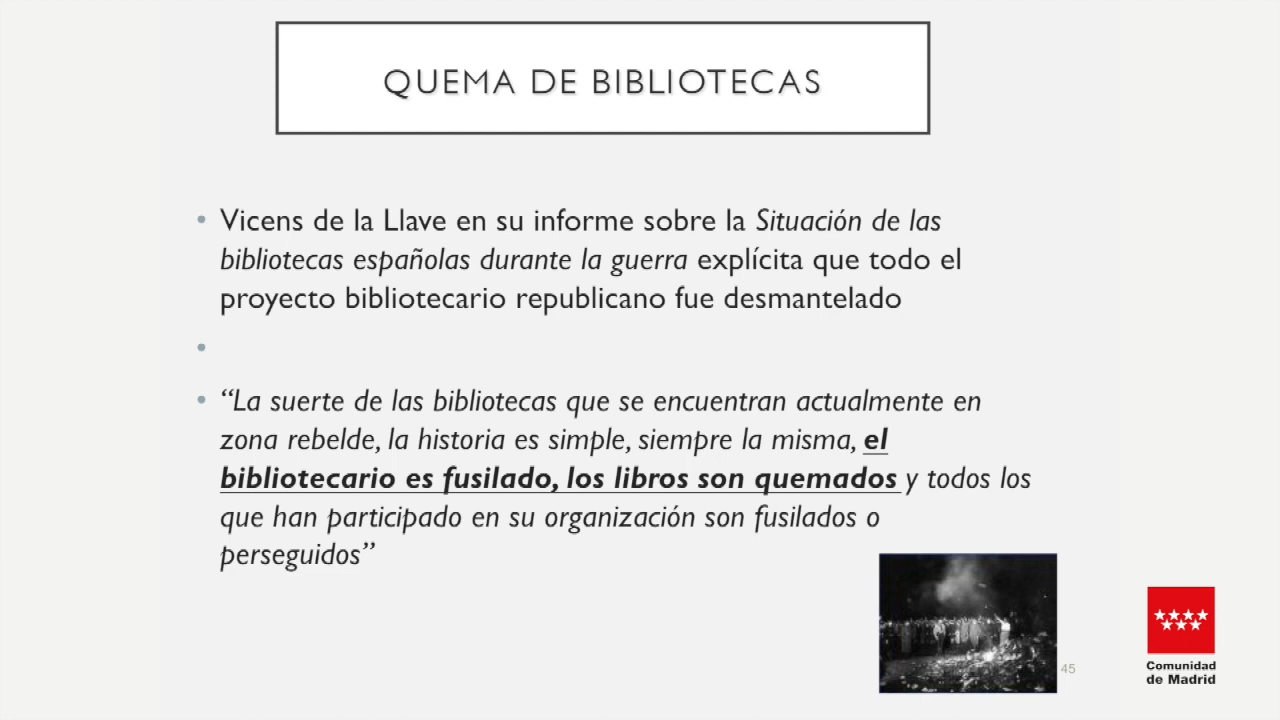 QUEMA DE BIBLIOTECAS
• Vicens de la Llave en su informe sobre la Situación de las
bibliotecas españolas durante la guerra explícita que todo el
proyecto bibliotecario republicano fue desmantelado
•
• “La suerte de las bibliotecas que se encuentran actualmente en
zona rebelde, la historia es simple, siempre la misma, el
bibliotecario es fusilado, los libros son quemados y todos los
que han participado en su organización son fusilados o
perseguidos”
45
Comunidad
de Madrid